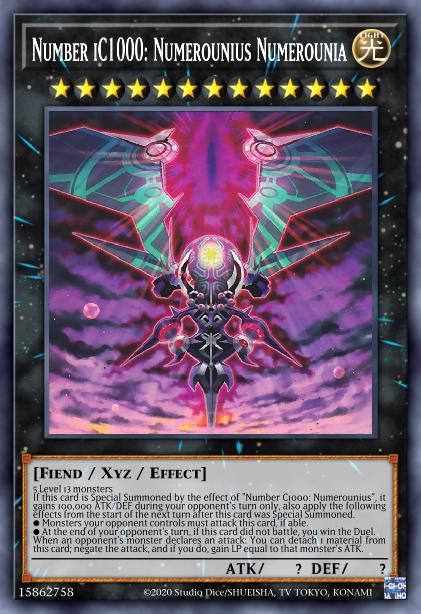 Number iC1000: Numerounius Numerounia
LIGHT
光
[Fiend / Xyz / Effect]
5 Level 13 monsters
If this card is Special Summoned by the effect of "Number C1000: Numerounius", it
gains 100,000 ATK/DEF during your opponent's turn only, also apply the following
effects from the start of the next turn after this card was Special Summoned.
● Monsters your opponent controls must attack this card, if able.
● At the end of your opponent's turn, if this card did not battle, you win the Duel.
When an opponent's monster declares an attack: You can detach 1 material from
this card; negate the attack, and if you do, gain LP equal to that monster's ATK.
ATK/ ? DEF/ ?
15862758 ©2020 Studio Dice/SHUEISHA, TV TOKYO, KONAMI